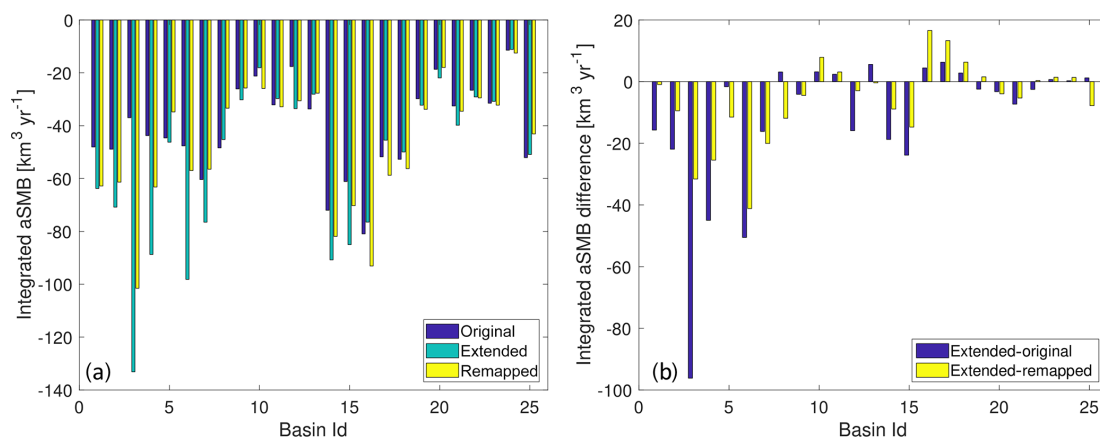 Integrated aSMB [km³ yr⁻¹]
0
-20
-40
-60
-80
-100
-120
-140
0 5 10 15 20 25
Basin Id
(a)
Original
Extended
Remapped
Integrated aSMB difference [km³ yr⁻¹]
20
0
-20
-40
-60
-80
-100
0 5 10 15 20 25
Basin Id
(b)
Extended-original
Extended-remapped